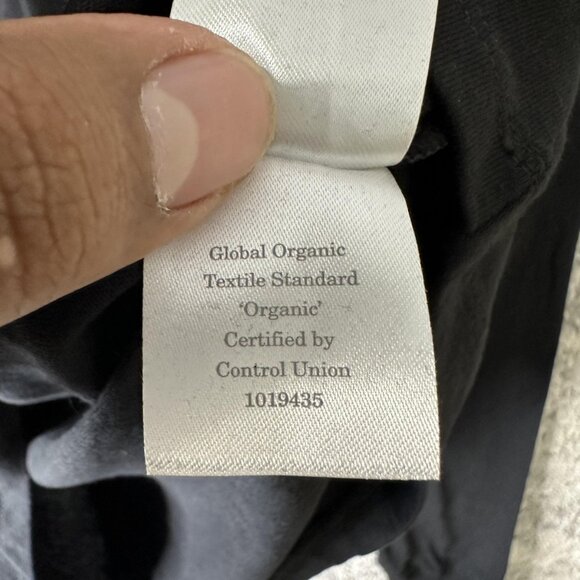 Global Organic
Textile Standard
‘Organic’
Certified by
Control Union
1019435